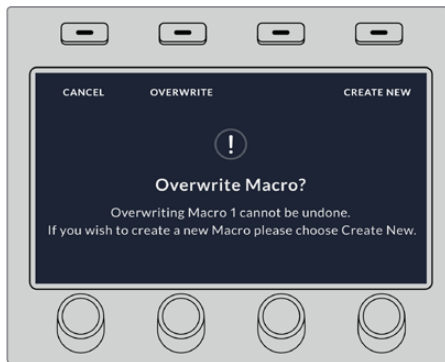 CANCEL OVERWRITE CREATE NEW
Overwrite Macro?
Overwriting Macro 1 cannot be undone.
If you wish to create a new Macro please choose Create New.